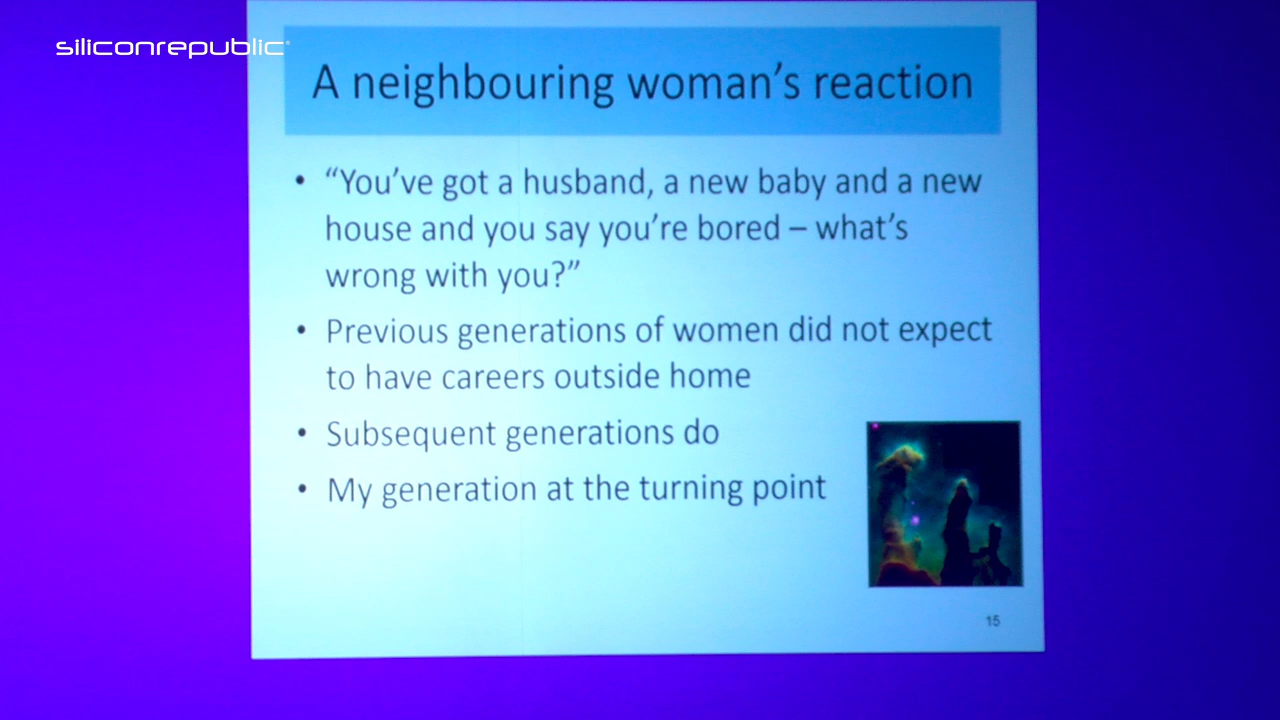 siliconrepublic
A neighbouring woman's reaction
• “You've got a husband, a new baby and a new
house and you say you're bored – what's
wrong with you?”
• Previous generations of women did not expect
to have careers outside home
• Subsequent generations do
• My generation at the turning point
15